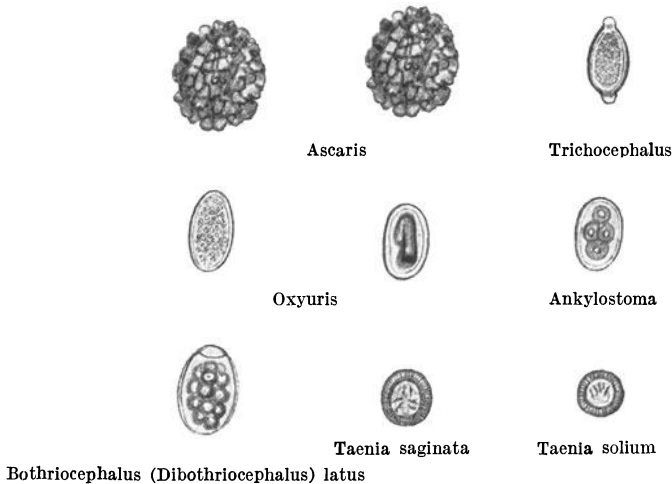 Ascaris
Trichocephalus
Oxyuris
Ankylostoma
Taenia saginata
Taenia solium
Bothriocephalus (Dibothriocephalus) latus